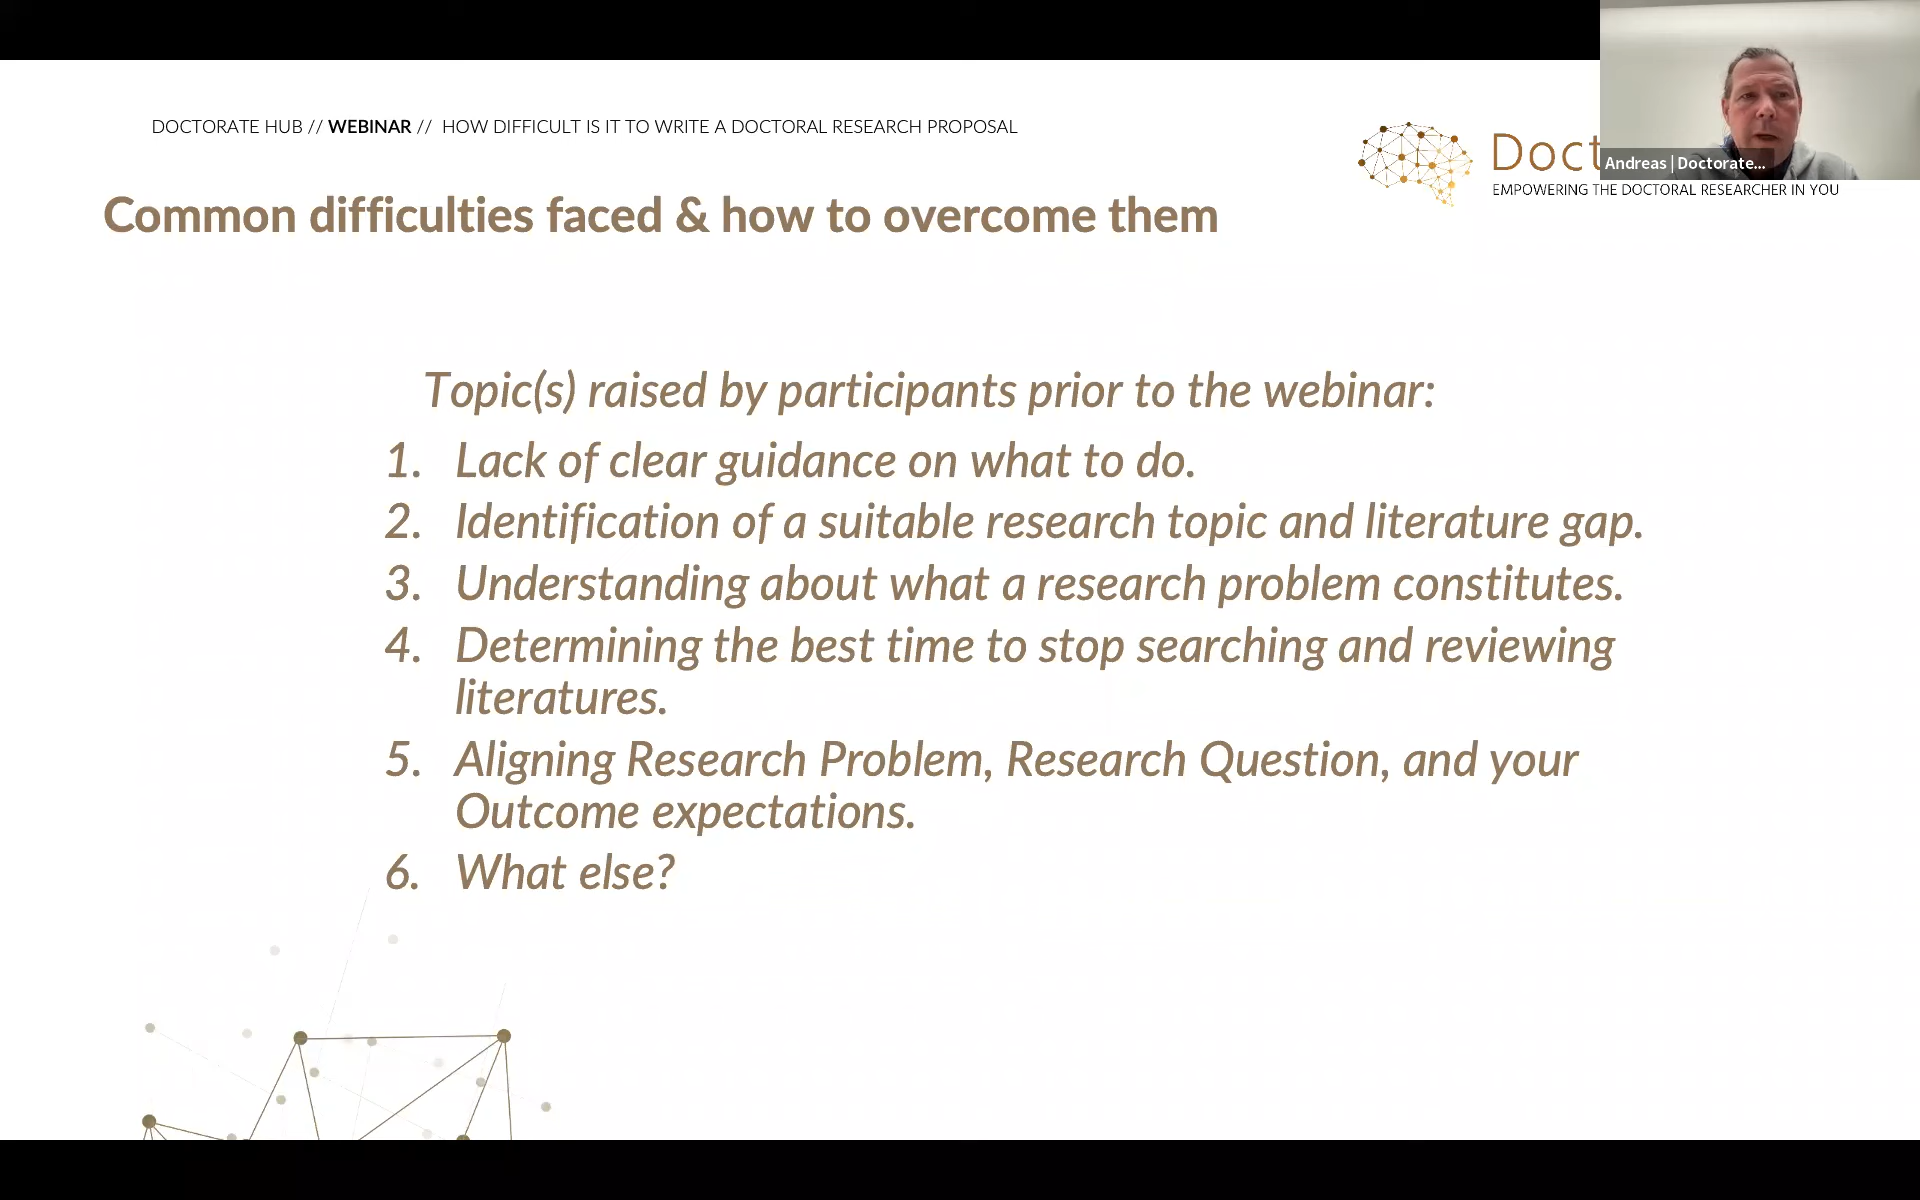 DOCTORATE HUB // WEBINAR // HOW DIFFICULT IS IT TO WRITE A DOCTORAL RESEARCH PROPOSAL
Doct
Andreas | Doctorate...
EMPOWERING THE DOCTORAL RESEARCHER IN YOU
Common difficulties faced & how to overcome them
Topic(s) raised by participants prior to the webinar:
1. Lack of clear guidance on what to do.
2. Identification of a suitable research topic and literature gap.
3. Understanding about what a research problem constitutes.
4. Determining the best time to stop searching and reviewing
literatures.
5. Aligning Research Problem, Research Question, and your
Outcome expectations.
6. What else?